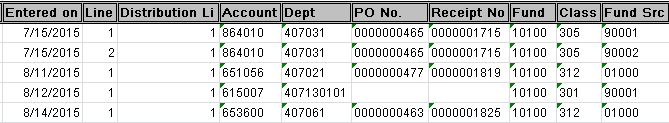 Entered on Line Distribution Li Account Dept PO No. Receipt No Fund Class Fund Src
7/15/2015 1 1 864010 407031 0000000465 0000001715 10100 305 90001
7/15/2015 2 1 864010 407031 0000000465 0000001715 10100 305 90002
8/11/2015 1 1 651056 407021 0000000477 0000001819 10100 312 01000
8/12/2015 1 1 615007 407130101 10100 301 90001
8/14/2015 1 1 653600 407061 0000000463 0000001825 10100 312 01000